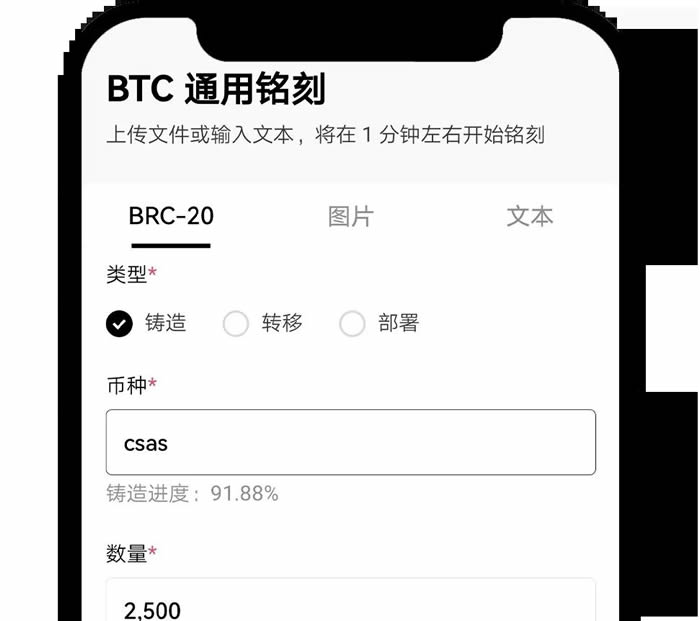 BTC 通用铭刻
上传文件或输入文本，将在 1 分钟左右开始铭刻
BRC-20 图片 文本
类型*
铸造 转移 部署
币种*
csas
铸造进度：91.88%
数量*
2,500